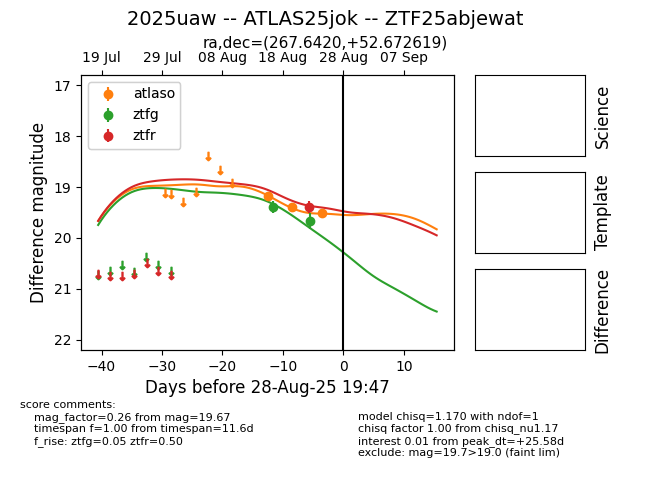 2025uaw -- ATLAS25jok -- ZTF25abjewat
ra,dec=(267.6420,+52.672619)
19 Jul 29 Jul 08 Aug 18 Aug 28 Aug 07 Sep
atlaso
ztfg
ztfr
17
18
19
20
21
22
Difference magnitude
−40 −30 −20 −10 0 10
Days before 28-Aug-25 19:47
Science
Template
Difference
score comments:
mag_factor=0.26 from mag=19.67
timespan f=1.00 from timespan=11.6d
f_rise: ztfg=0.05 ztfr=0.50
model chisq=1.170 with ndof=1
chisq factor 1.00 from chisq_nu1.17
interest 0.01 from peak_dt=+25.58d
exclude: mag=19.7>19.0 (faint lim)